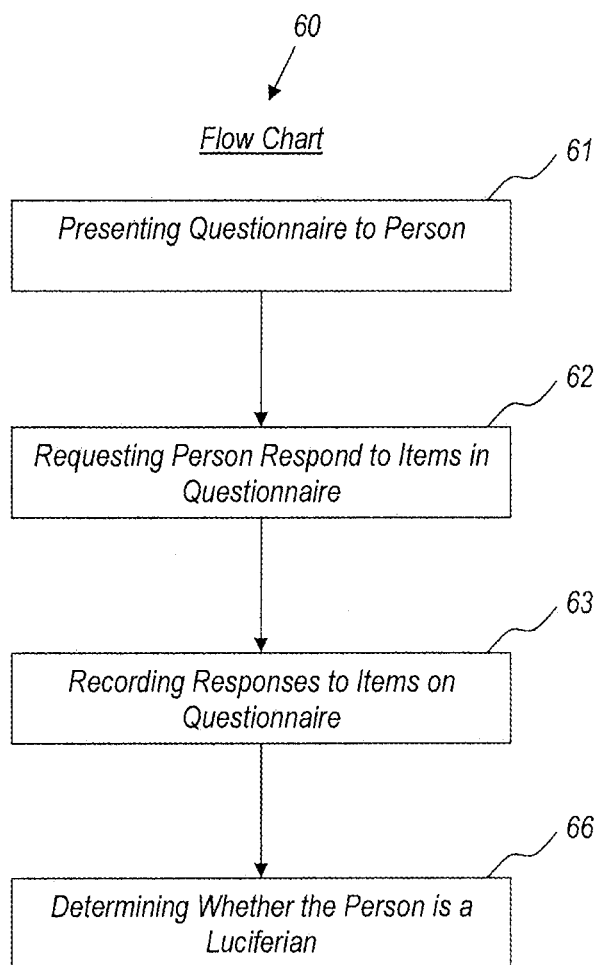 60
Flow Chart
61
Presenting Questionnaire to Person
62
Requesting Person Respond to Items in
Questionnaire
63
Recording Responses to Items on
Questionnaire
66
Determining Whether the Person is a
Luciferian